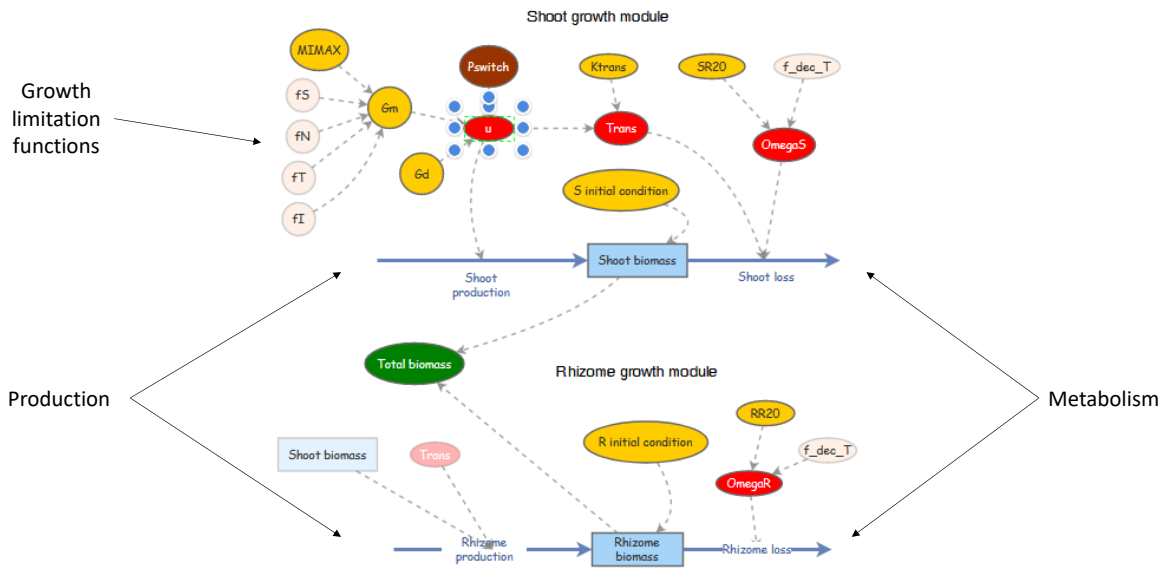 Shoot growth module
MIMAX
Pswitch
Ktrans
SR20
f_dec_T
Growth
limitation
functions
fS
Gm
fN
u
Trans
OmegaS
fT
Gd
fI
S initial condition
Shoot biomass
Shoot
production
Shoot loss
Total biomass
Rhizome growth module
Production
Metabolism
RR20
R initial condition
Shoot biomass
Trans
f_dec_T
OmegaR
Rhizome
production
Rhizome
biomass
Rhizome loss